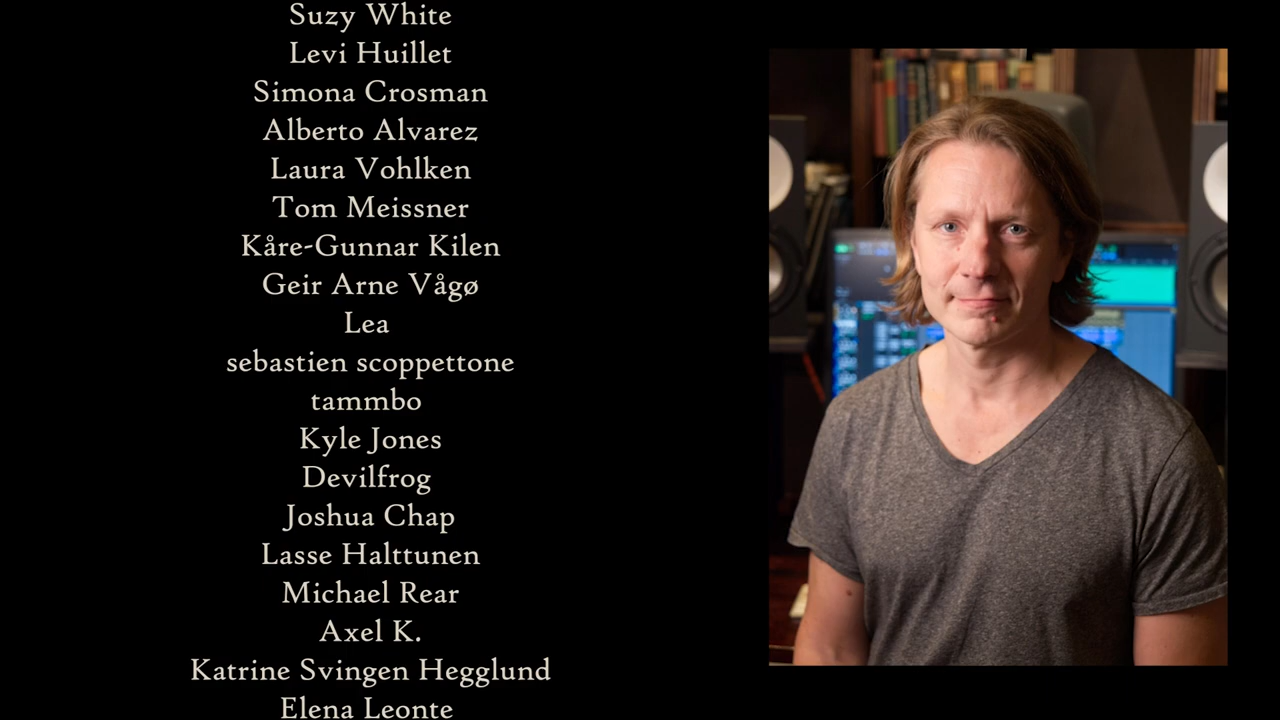 Suzy White
Levi Huillet
Simona Crosman
Alberto Alvarez
Laura Vohlken
Tom Meissner
Kåre-Gunnar Kilen
Geir Arne Vågø
Lea
sebastien scoppettone
tammbo
Kyle Jones
Devilfrog
Joshua Chap
Lasse Halttunen
Michael Rear
Axel K.
Katrine Svingen Hegglund
Elena Leonte